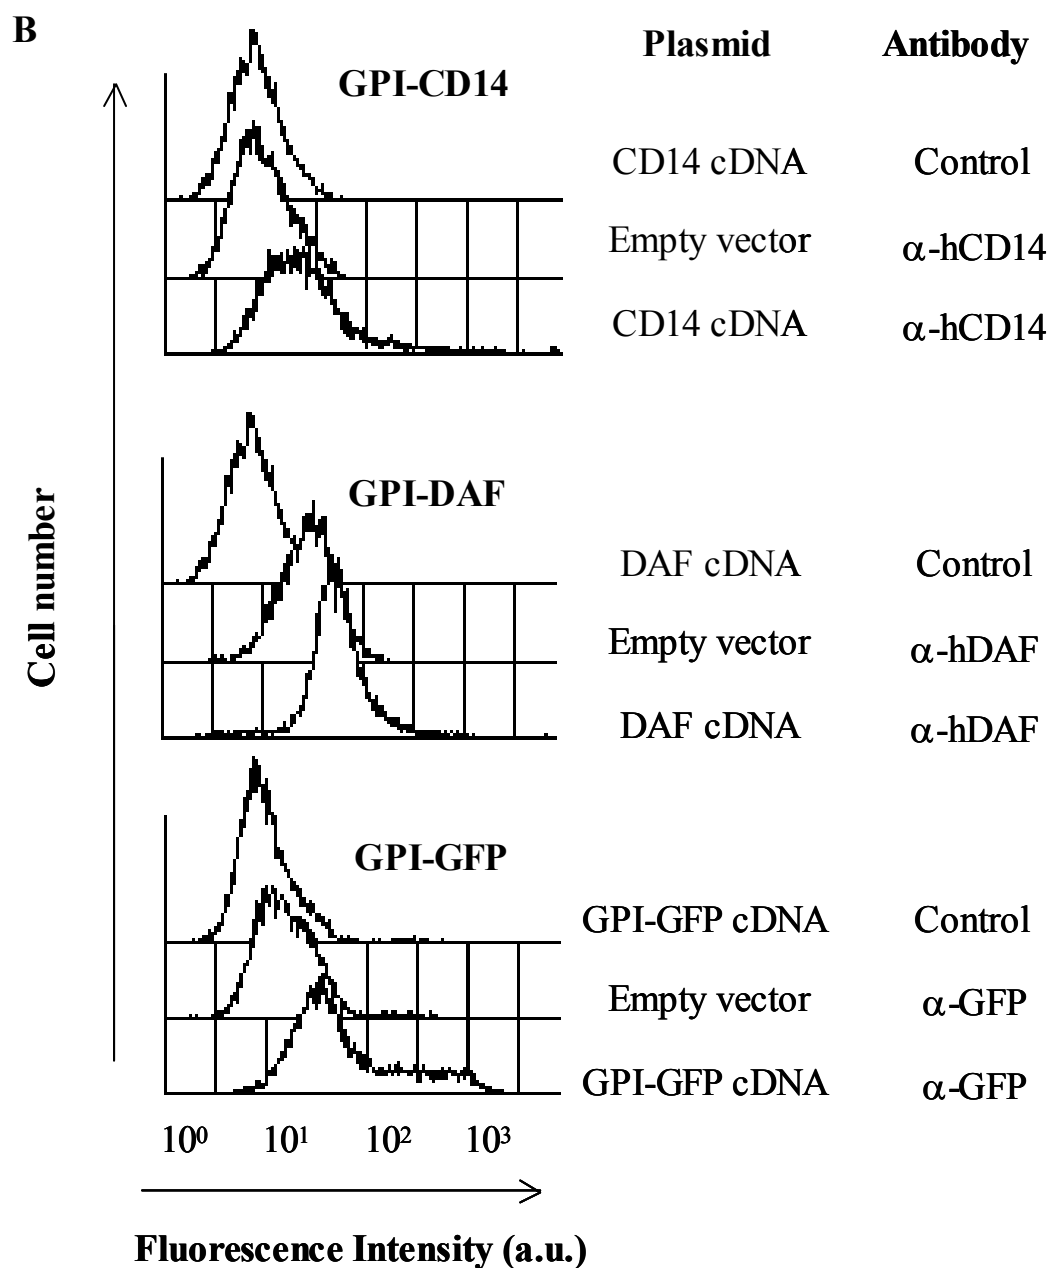 B
Plasmid Antibody
GPI-CD14
CD14 cDNA Control
Empty vector α-hCD14
CD14 cDNA α-hCD14
GPI-DAF
DAF cDNA Control
Empty vector α-hDAF
DAF cDNA α-hDAF
GPI-GFP
GPI-GFP cDNA Control
Empty vector α-GFP
GPI-GFP cDNA α-GFP
Cell number
10⁰ 10¹ 10² 10³
Fluorescence Intensity (a.u.)